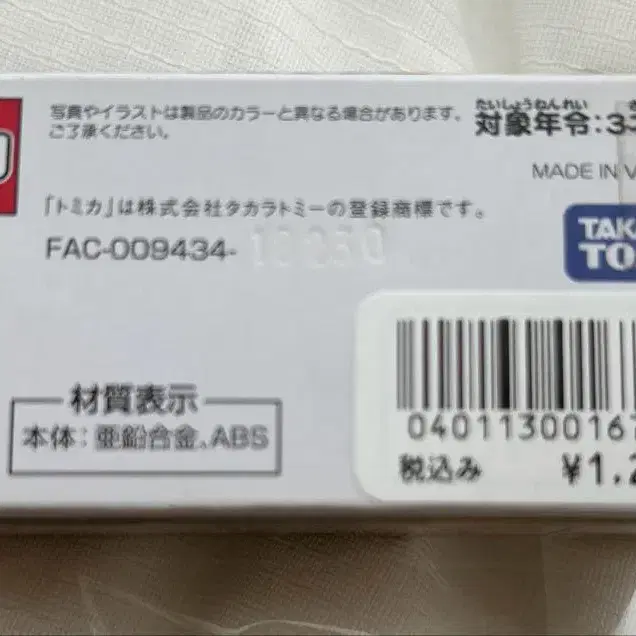 写真やイラストは製品のカラーと異なる場合があります。
ご了承ください。
たいしょうねんれい
対象年令:3
MADE IN V
「トミカ」は株式会社タカラトミーの登録商標です。
FAC-009434-
TAK
TO
材質表示
本体:亜鉛合金、ABS
04011300167
税込み
¥1,2